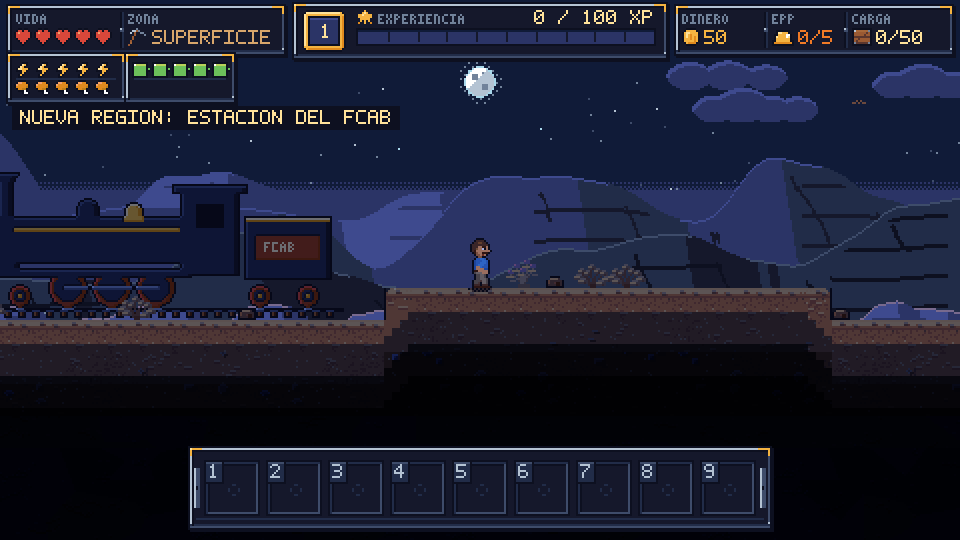 VIDA
ZONA
SUPERFICIE
1
EXPERIENCIA
0 / 100 XP
DINERO
50
EPP
0/5
CARGA
0/50
NUEVA REGION: ESTACION DEL FCAB
FCAB
1 2 3 4 5 6 7 8 9